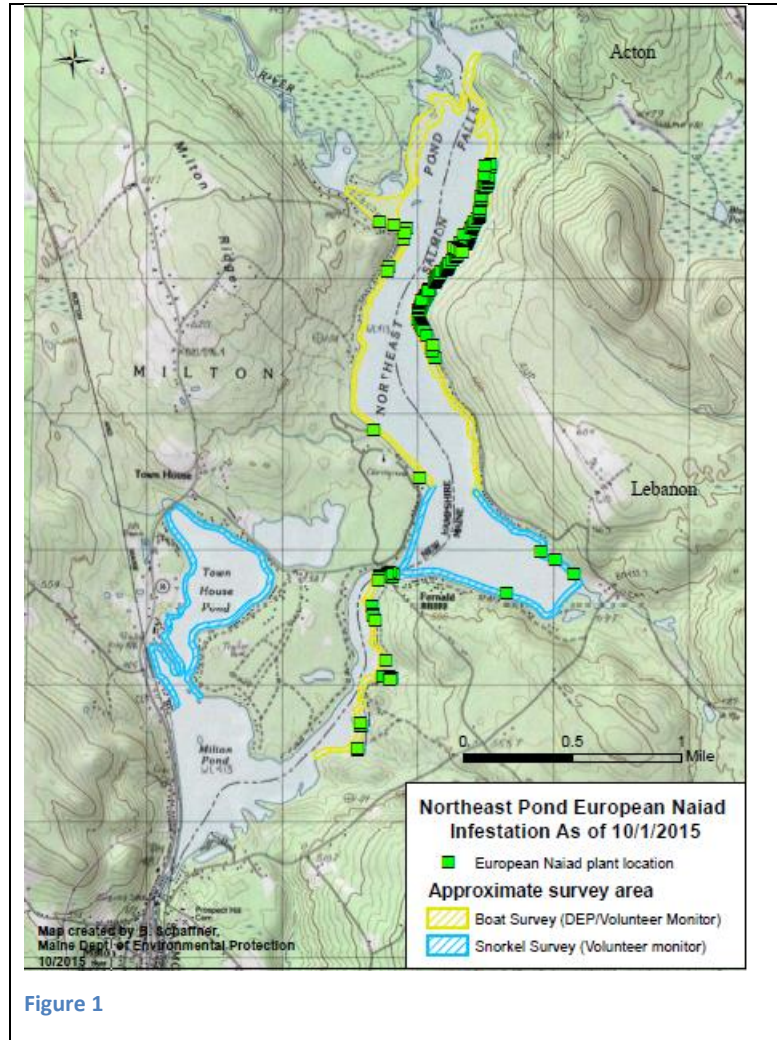 N
Acton
RIVER
POND
FALLS
Milton
Ridge
SALMON
NORTHEAST
MILTON
Town House
Lebanon
NEW HAMPSHIRE
MAINE
Town
House
Pond
Fernald
0 0.5 1
Mile
Milton
Pond
Northeast Pond European Naiad
Infestation As of 10/1/2015
European Naiad plant location
Approximate survey area
Boat Survey (DEP/Volunteer Monitor)
Snorkel Survey (Volunteer monitor)
Prospect Hill
Cem
Map created by B. Schaffner,
Maine Dept of Environmental Protection
10/2015
Figure 1